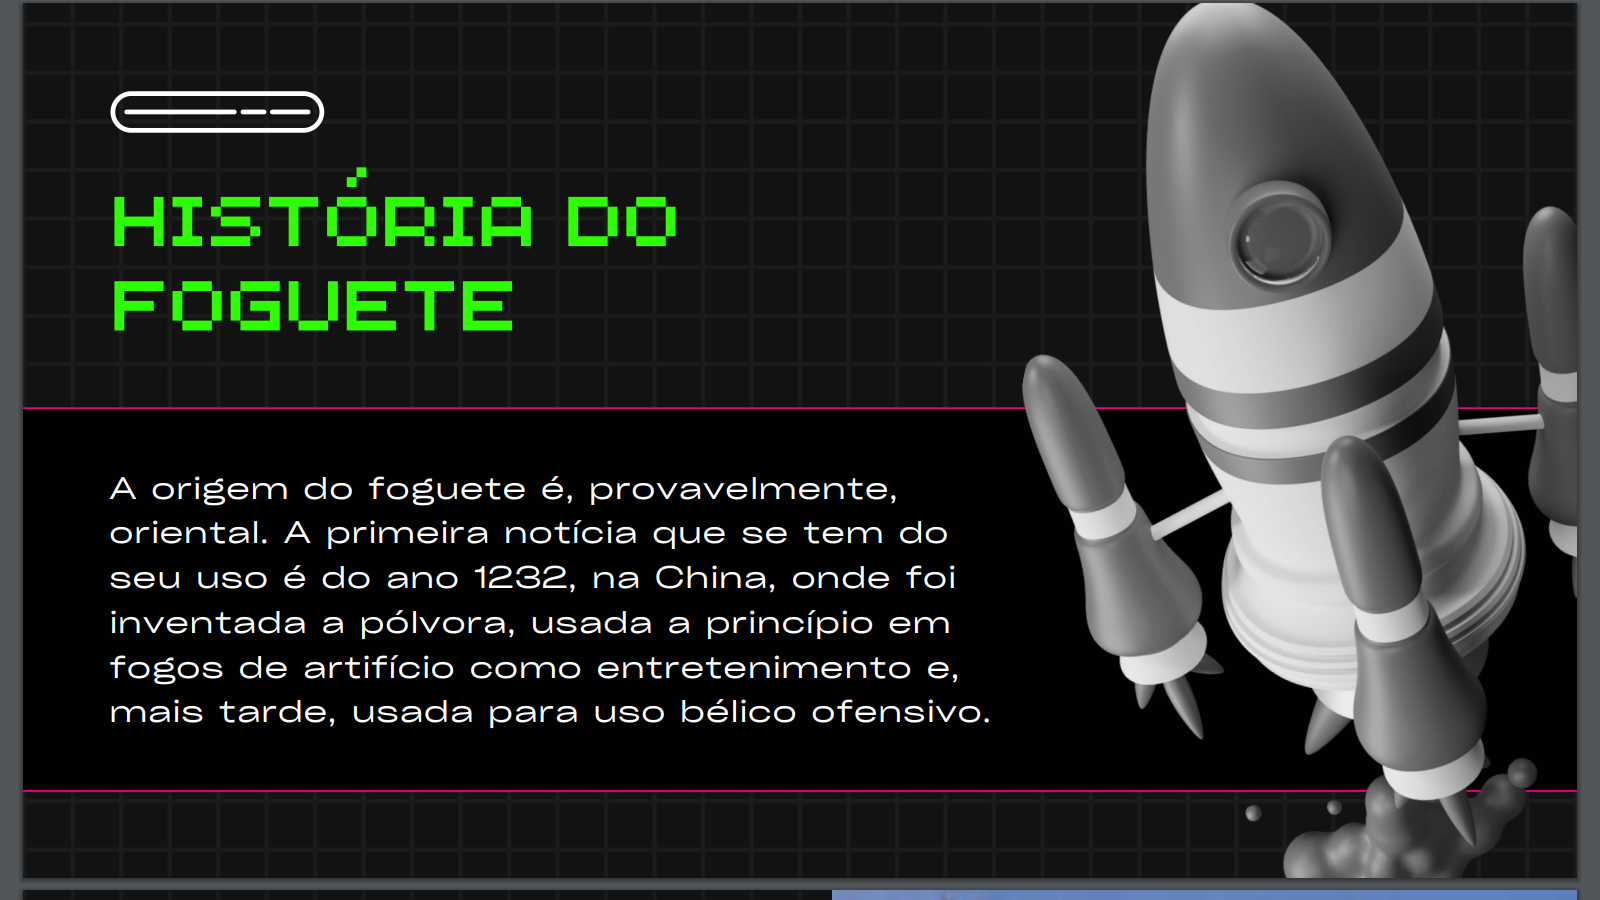 HISTÓRIA DO
FOGUETE
A origem do foguete é, provavelmente,
oriental. A primeira notícia que se tem do
seu uso é do ano 1232, na China, onde foi
inventada a pólvora, usada a princípio em
fogos de artifício como entretenimento e,
mais tarde, usada para uso bélico ofensivo.